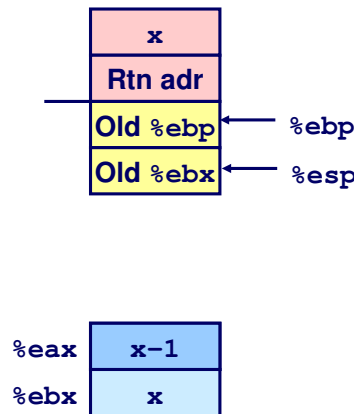 x
Rtn adr
Old %ebp %ebp
Old %ebx %esp
%eax x-1
%ebx x